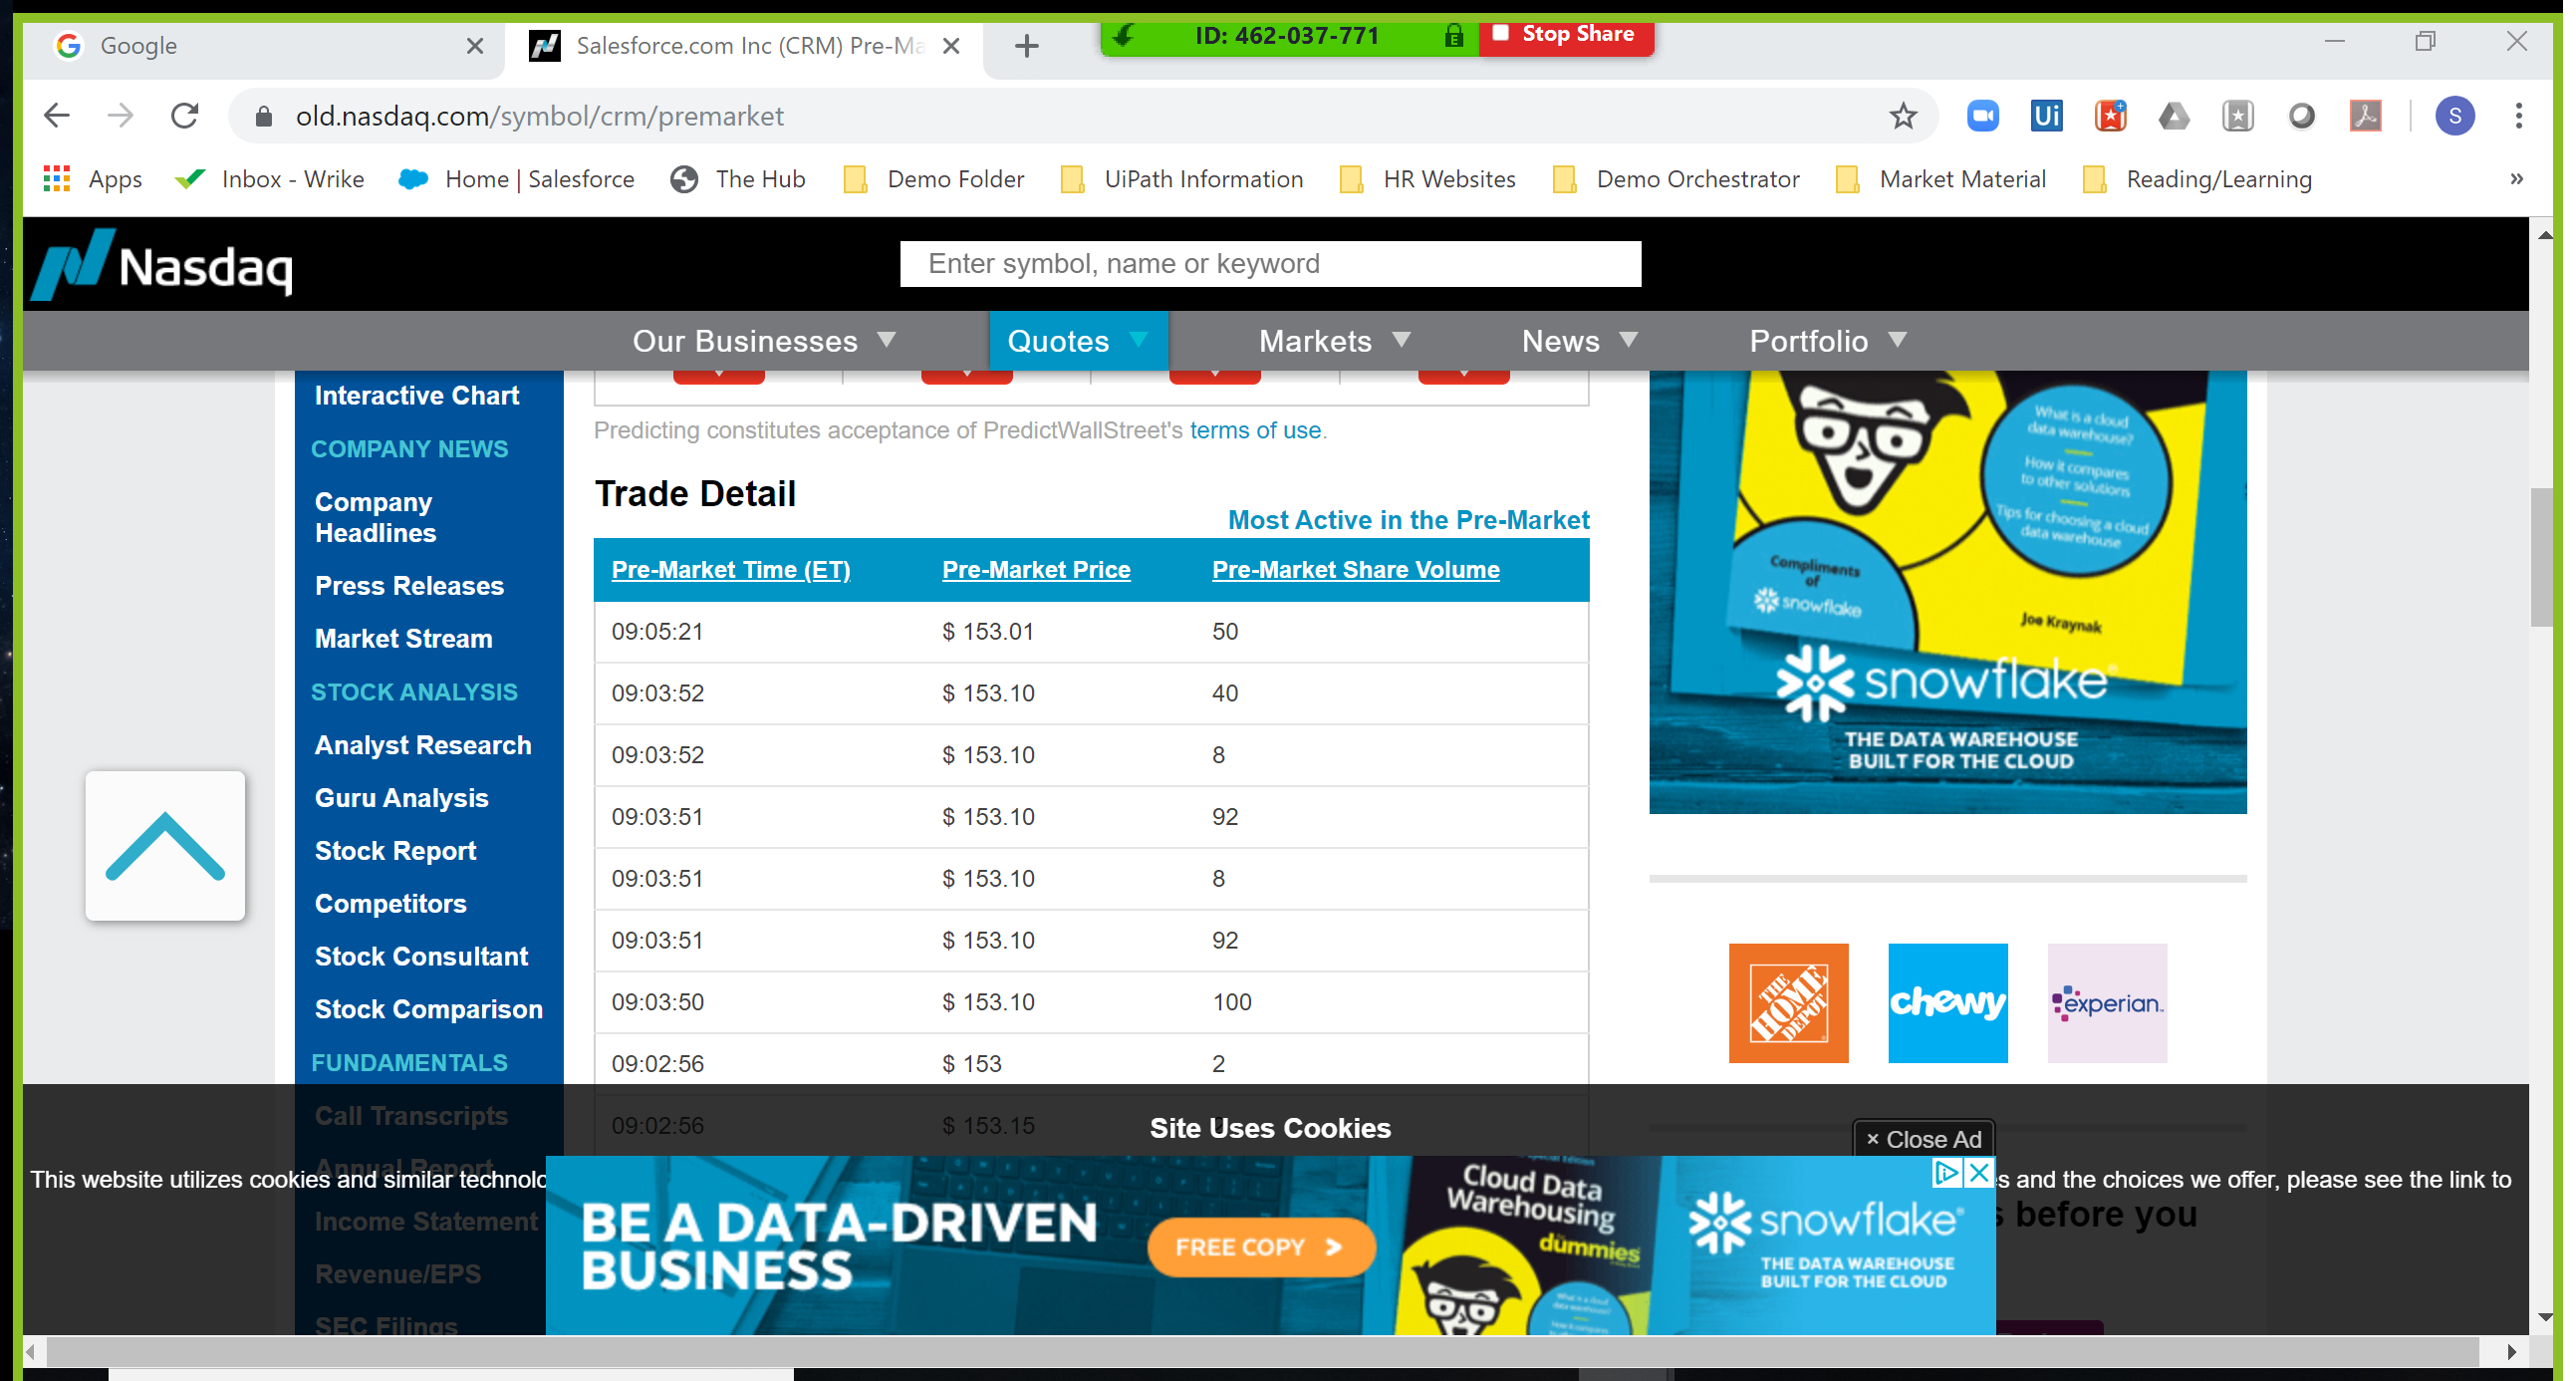 Google
Salesforce.com Inc (CRM) Pre-Ma
ID: 462-037-771
Stop Share
old.nasdaq.com/symbol/crm/premarket
Ui
S
Apps
Inbox - Wrike
Home | Salesforce
The Hub
Demo Folder
UiPath Information
HR Websites
Demo Orchestrator
Market Material
Reading/Learning
»
Nasdaq
Enter symbol, name or keyword
Our Businesses
Quotes
Markets
News
Portfolio
Interactive Chart
COMPANY NEWS
Company
Headlines
Press Releases
Market Stream
STOCK ANALYSIS
Analyst Research
Guru Analysis
Stock Report
Competitors
Stock Consultant
Stock Comparison
FUNDAMENTALS
Call Transcripts
Annual Report
Income Statement
Revenue/EPS
SEC Filings
Predicting constitutes acceptance of PredictWallStreet's terms of use.
Trade Detail
Most Active in the Pre-Market
Pre-Market Time (ET) Pre-Market Price Pre-Market Share Volume
09:05:21 $ 153.01 50
09:03:52 $ 153.10 40
09:03:52 $ 153.10 8
09:03:51 $ 153.10 92
09:03:51 $ 153.10 8
09:03:51 $ 153.10 92
09:03:50 $ 153.10 100
09:02:56 $ 153 2
09:02:56 $ 153.15
What is a cloud
data warehouse?
How it compares
to other solutions
Tips for choosing a cloud
data warehouse
Compliments
of
snowflake
Joe Kraynak
snowflake
THE DATA WAREHOUSE
BUILT FOR THE CLOUD
THE
HOME
DEPOT
chewy
experian.
Site Uses Cookies
× Close Ad
This website utilizes cookies and similar technolo
s and the choices we offer, please see the link to
s before you
BE A DATA-DRIVEN
BUSINESS
FREE COPY
Special Edition
Cloud Data
Warehousing
dummies
What is a cloud
data warehouse?
snowflake
THE DATA WAREHOUSE
BUILT FOR THE CLOUD